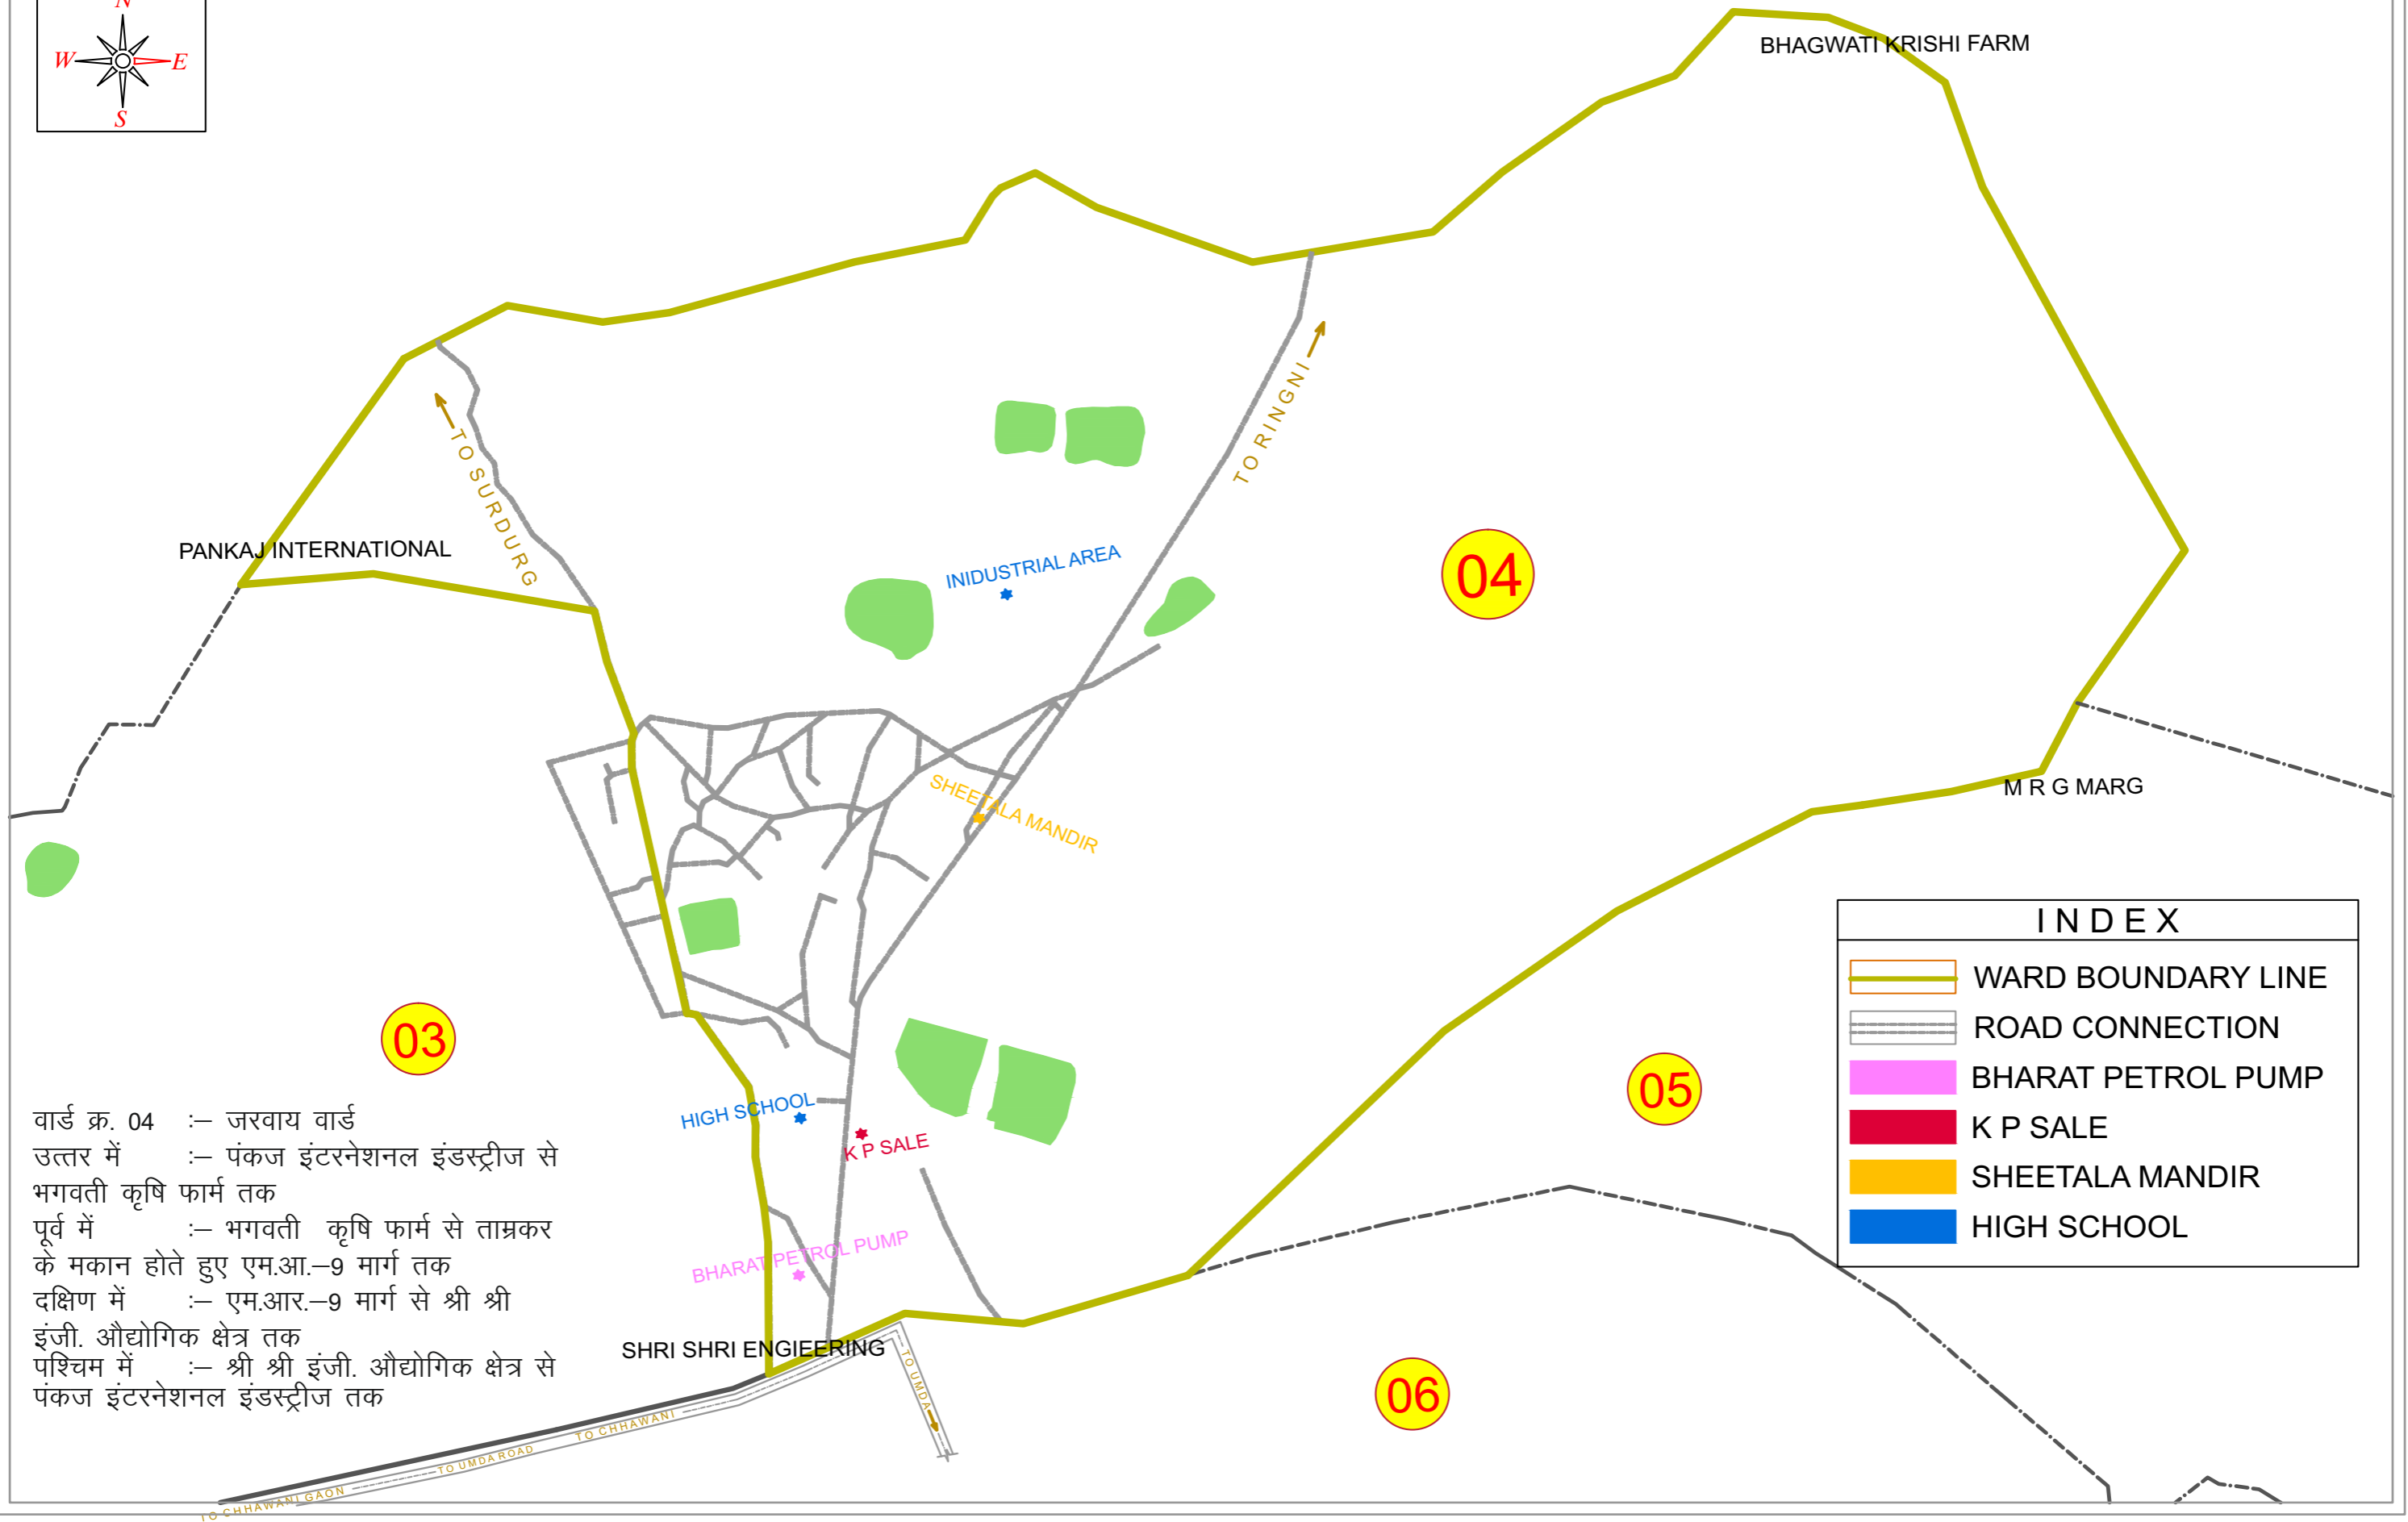 N
W
E
S
BHAGWATI KRISHI FARM
TO SURDURG
TO RINGNI
PANKAJ INTERNATIONAL
INIDUSTRIAL AREA
04
SHEETALA MANDIR
M R G MARG
03
05
06
HIGH SCHOOL
K P SALE
BHARAT PETROL PUMP
SHRI SHRI ENGIEERING
TO UMDA
TO CHHAWANI
TO UMDA ROAD
TO CHHAWANI GAON
वार्ड क्र. 04 :— जरवाय वार्ड
उत्तर में :— पंकज इंटरनेशनल इंडस्ट्रीज से
भगवती कृषि फार्म तक
पूर्व में :— भगवती कृषि फार्म से ताम्रकर
के मकान होते हुए एम.आ.—9 मार्ग तक
दक्षिण में :— एम.आर.—9 मार्ग से श्री श्री
इंजी. औद्योगिक क्षेत्र तक
पश्चिम में :— श्री श्री इंजी. औद्योगिक क्षेत्र से
पंकज इंटरनेशनल इंडस्ट्रीज तक
INDEX
WARD BOUNDARY LINE
ROAD CONNECTION
BHARAT PETROL PUMP
K P SALE
SHEETALA MANDIR
HIGH SCHOOL